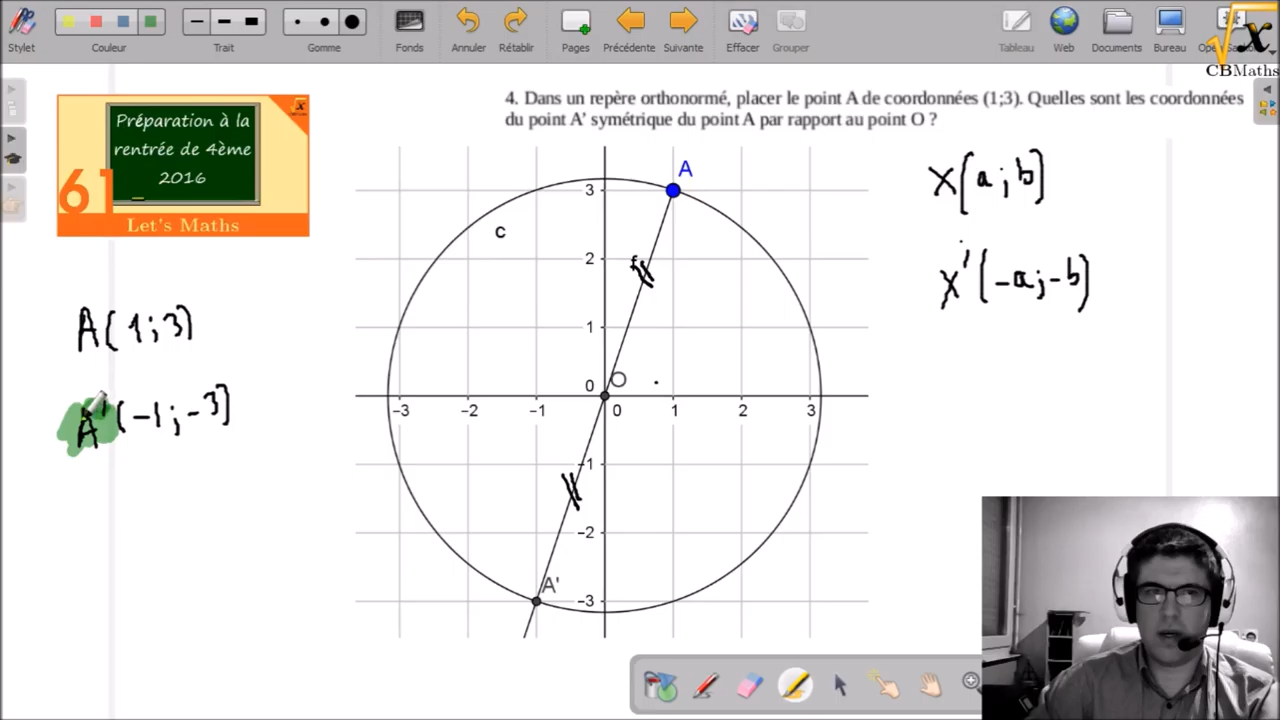 Stylet
Couleur
Trait
Gomme
Fonds
Annuler
Rétablir
Pages
Précédente
Suivante
Effacer
Grouper
Tableau
Web
Documents
Bureau
√x
CBMaths
Préparation à la
rentrée de 4ème
2016
61
Let's Maths
4. Dans un repère orthonormé, placer le point A de coordonnées (1;3). Quelles sont les coordonnées
du point A' symétrique du point A par rapport au point O ?
A
3
c
2
f
1
0
O
-3
-2
-1
0
1
2
3
-1
-2
A'
-3
A(1;3)
A'(-1;-3)
X(a;b)
X'(-a;-b)